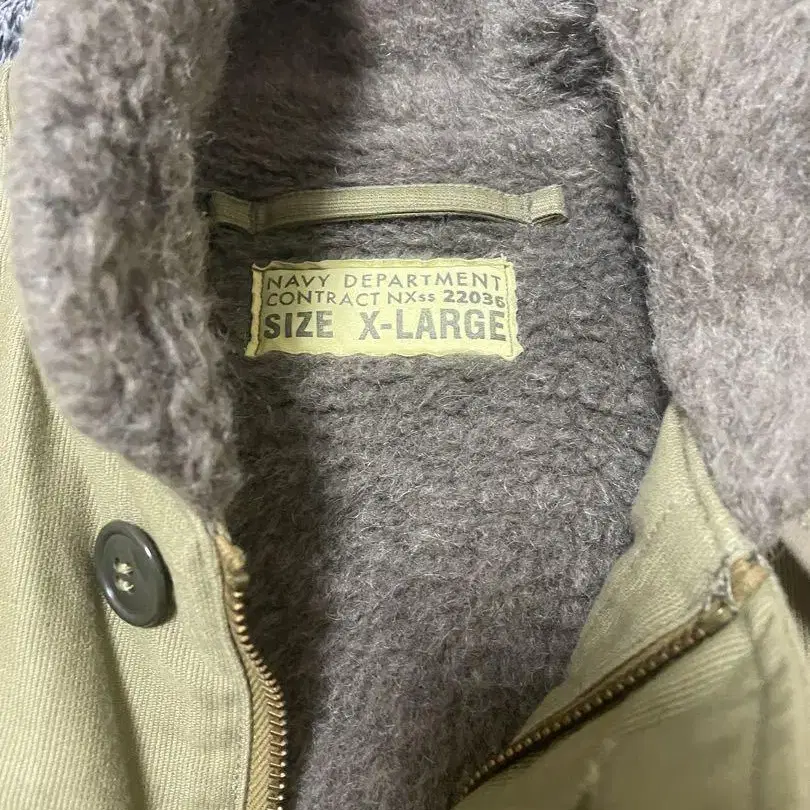 NAVY DEPARTMENT
CONTRACT NXss 22036
SIZE X-LARGE